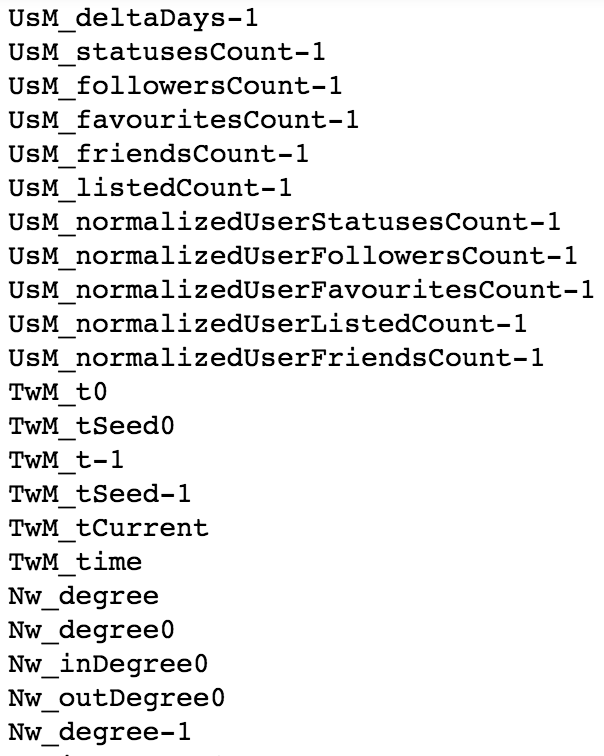 UsM_deltaDays-1
UsM_statusesCount-1
UsM_followersCount-1
UsM_favouritesCount-1
UsM_friendsCount-1
UsM_listedCount-1
UsM_normalizedUserStatusesCount-1
UsM_normalizedUserFollowersCount-1
UsM_normalizedUserFavouritesCount-1
UsM_normalizedUserListedCount-1
UsM_normalizedUserFriendsCount-1
TwM_t0
TwM_tSeed0
TwM_t-1
TwM_tSeed-1
TwM_tCurrent
TwM_time
Nw_degree
Nw_degree0
Nw_inDegree0
Nw_outDegree0
Nw_degree-1